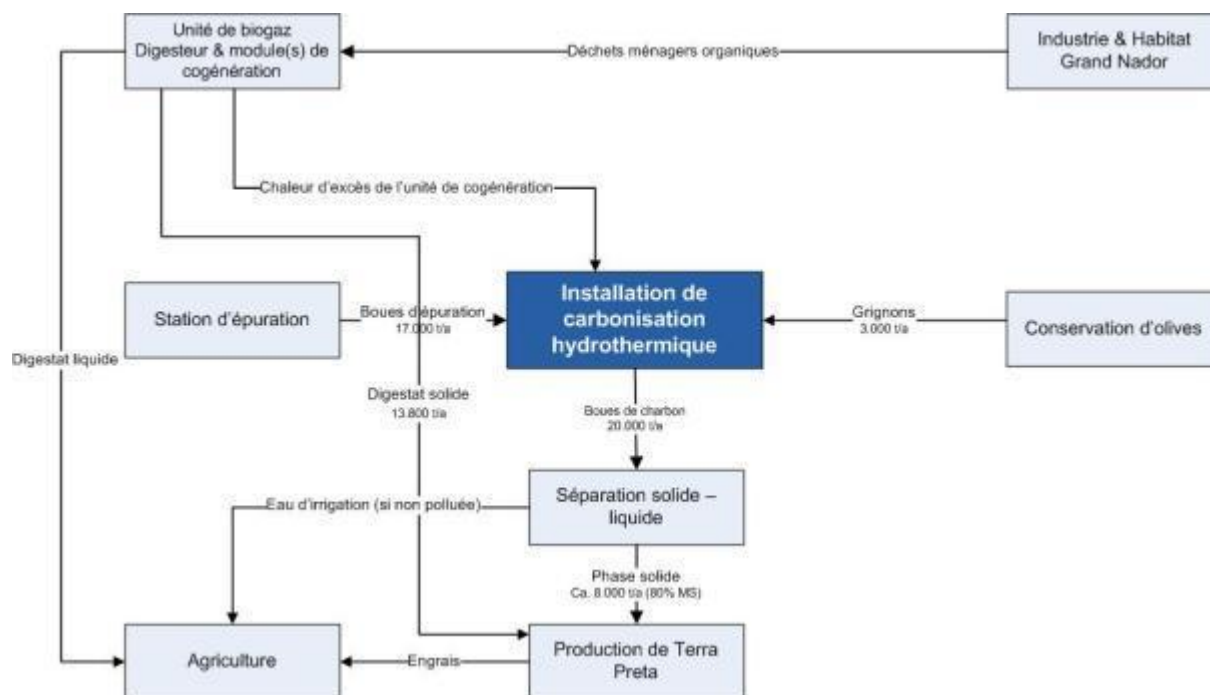 Unité de biogaz
Digesteur & module(s) de
cogénération
Déchets ménagers organiques
Industrie & Habitat
Grand Nador
Chaleur d'excès de l'unité de cogénération
Station d'épuration
Boues d'épuration
17.000 t/a
Installation de
carbonisation
hydrothermique
Grignons
3.000 t/a
Conservation d'olives
Digestat liquide
Digestat solide
13.800 t/a
Boues de charbon
20.000 t/a
Eau d'irrigation (si non polluée)
Séparation solide –
liquide
Phase solide
Ca. 8.000 t/a (80% MS)
Agriculture
Engrais
Production de Terra
Preta